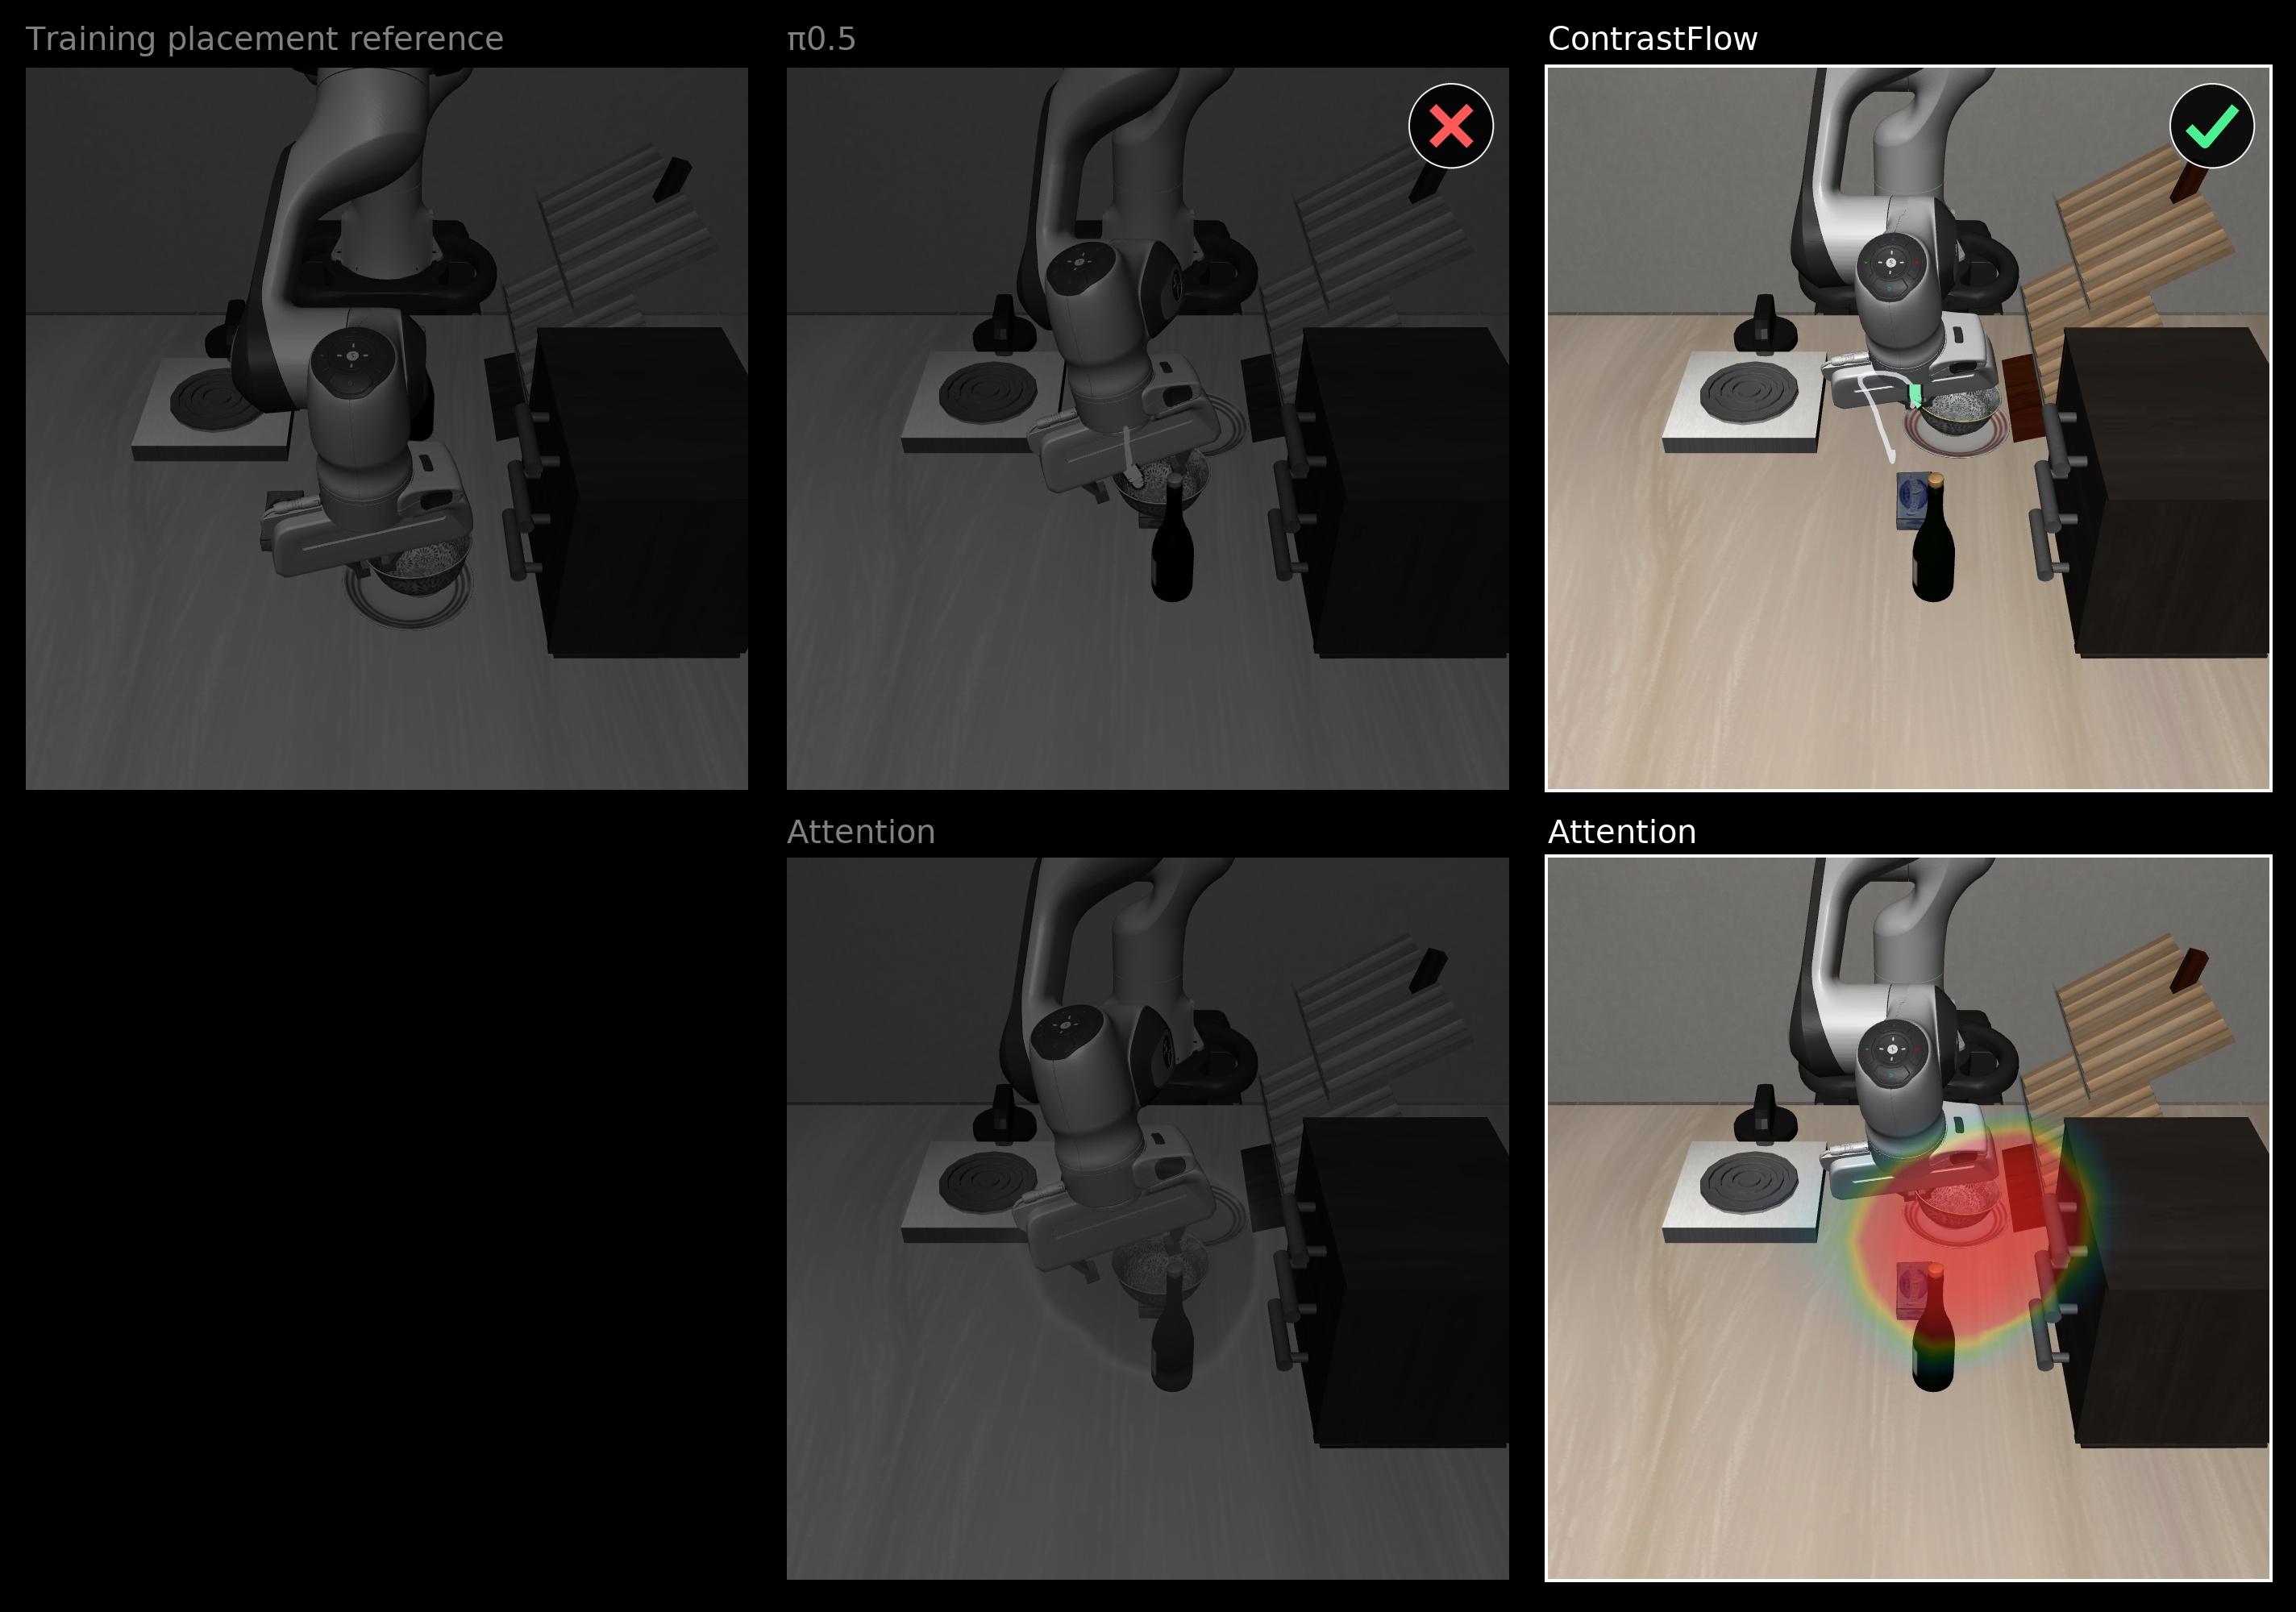 Training placement reference
π0.5
ContrastFlow
Attention
Attention